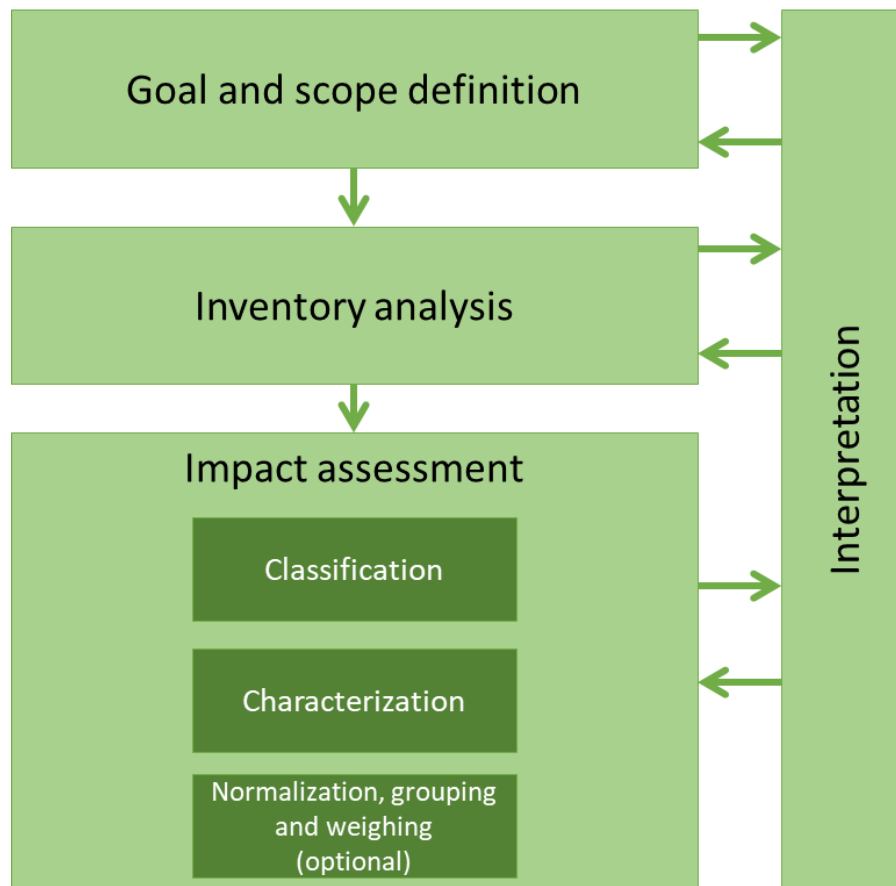 Goal and scope definition
Inventory analysis
Impact assessment
Classification
Characterization
Normalization, grouping
and weighing
(optional)
Interpretation